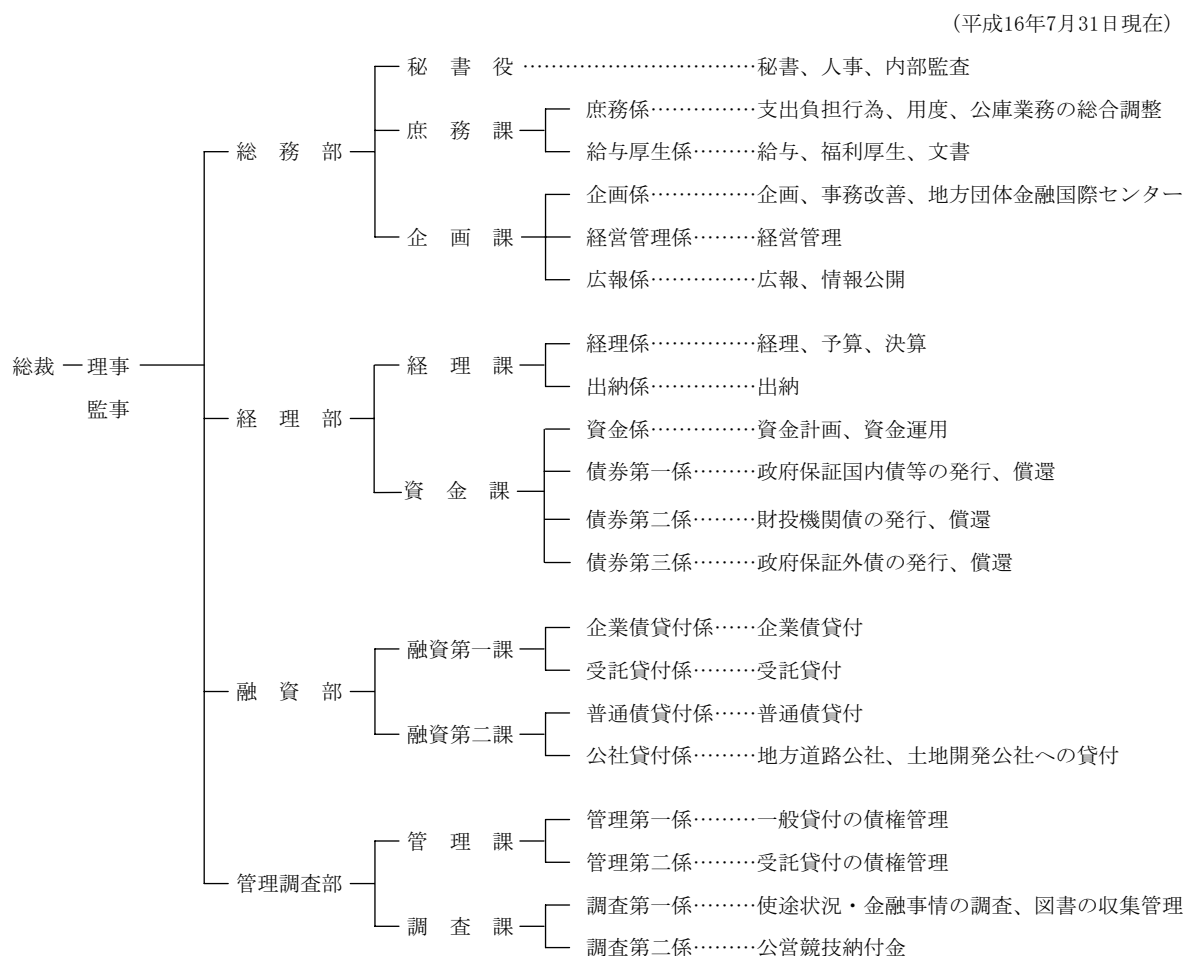 (平成16年7月31日現在)
秘書役…………………………秘書、人事、内部監査
庶務係……………支出負担行為、用度、公庫業務の総合調整
庶務課
総務部
給与厚生係………給与、福利厚生、文書
企画係……………企画、事務改善、地方団体金融国際センター
企画課
経営管理係………経営管理
広報係……………広報、情報公開
経理係……………経理、予算、決算
総裁 理事
経理課
出納係……………出納
監事
経理部
資金係……………資金計画、資金運用
債券第一係………政府保証国内債等の発行、償還
資金課
債券第二係………財投機関債の発行、償還
債券第三係………政府保証外債の発行、償還
企業債貸付係……企業債貸付
融資第一課
受託貸付係………受託貸付
融資部
普通債貸付係……普通債貸付
融資第二課
公社貸付係………地方道路公社、土地開発公社への貸付
管理第一係………一般貸付の債権管理
管理課
管理第二係………受託貸付の債権管理
管理調査部
調査第一係………使途状況・金融事情の調査、図書の収集管理
調査課
調査第二係………公営競技納付金